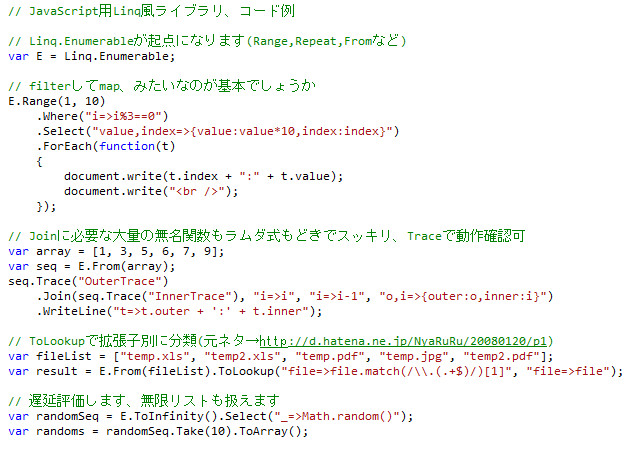 // JavaScript用Linq風ライブラリ、コード例
// Linq.Enumerableが起点になります(Range,Repeat,Fromなど)
var E = Linq.Enumerable;
// filterしてmap、みたいなのが基本でしょうか
E.Range(1, 10)
    .Where("i=>i%3==0")
    .Select("value,index=>{value:value*10,index:index}")
    .ForEach(function(t)
    {
        document.write(t.index + ":" + t.value);
        document.write("<br />");
    });
// Joinに必要な大量の無名関数もラムダ式もどきでスッキリ、Traceで動作確認可
var array = [1, 3, 5, 6, 7, 9];
var seq = E.From(array);
seq.Trace("OuterTrace")
    .Join(seq.Trace("InnerTrace"), "i=>i", "i=>i-1", "o,i=>{outer:o,inner:i}")
    .WriteLine("t=>t.outer + ':' + t.inner");
// ToLookupで拡張子別に分類(元ネタ→http://d.hatena.ne.jp/NyaRuRu/20080120/p1)
var fileList = ["temp.xls", "temp2.xls", "temp.pdf", "temp.jpg", "temp2.pdf"];
var result = E.From(fileList).ToLookup("file=>file.match(/\\.(.+$)/)[1]", "file=>file");
// 遅延評価します、無限リストも扱えます
var randomSeq = E.ToInfinity().Select("_=>Math.random()");
var randoms = randomSeq.Take(10).ToArray();